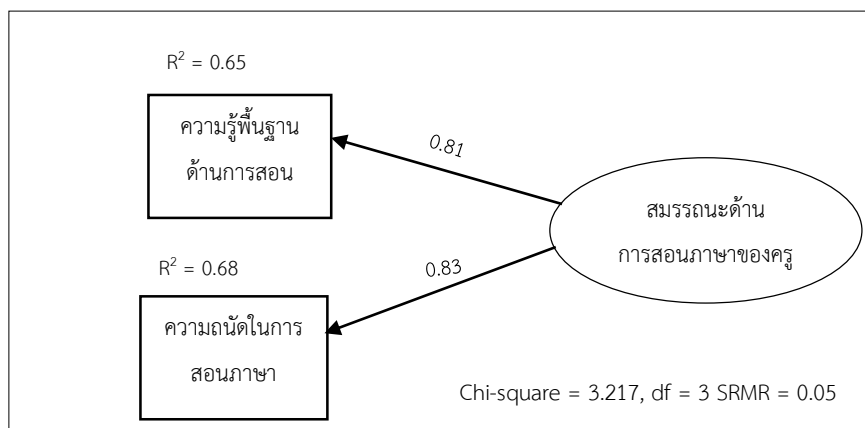 R² = 0.65
ความรู้พื้นฐาน
ด้านการสอน
0.81
สมรรถนะด้าน
การสอนภาษาของครู
R² = 0.68
0.83
ความถนัดในการ
สอนภาษา
Chi-square = 3.217, df = 3 SRMR = 0.05